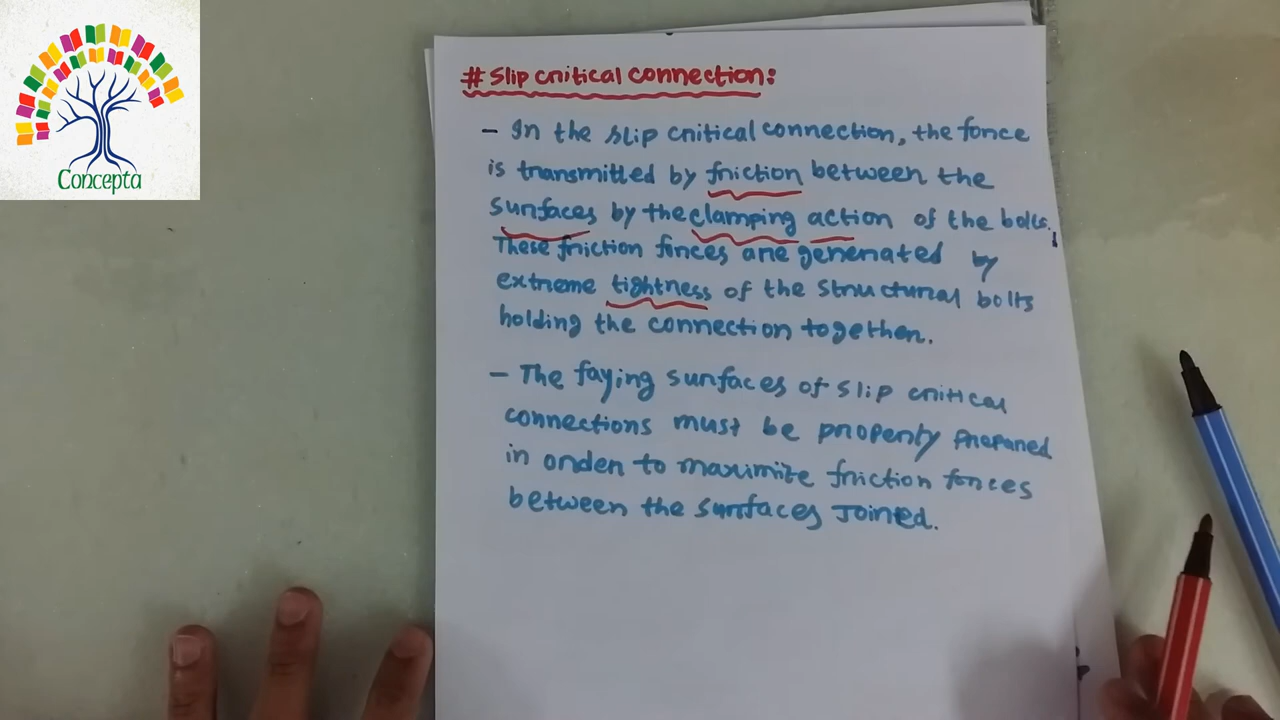 Concepta
# Slip critical connection:
- In the slip critical connection, the force
is transmitted by friction between the
surfaces by the clamping action of the bolts.
These friction forces are generated by
extreme tightness of the structural bolts
holding the connection together.
- The faying surfaces of slip critical
connections must be properly prepared
in order to maximize friction forces
between the surfaces joined.